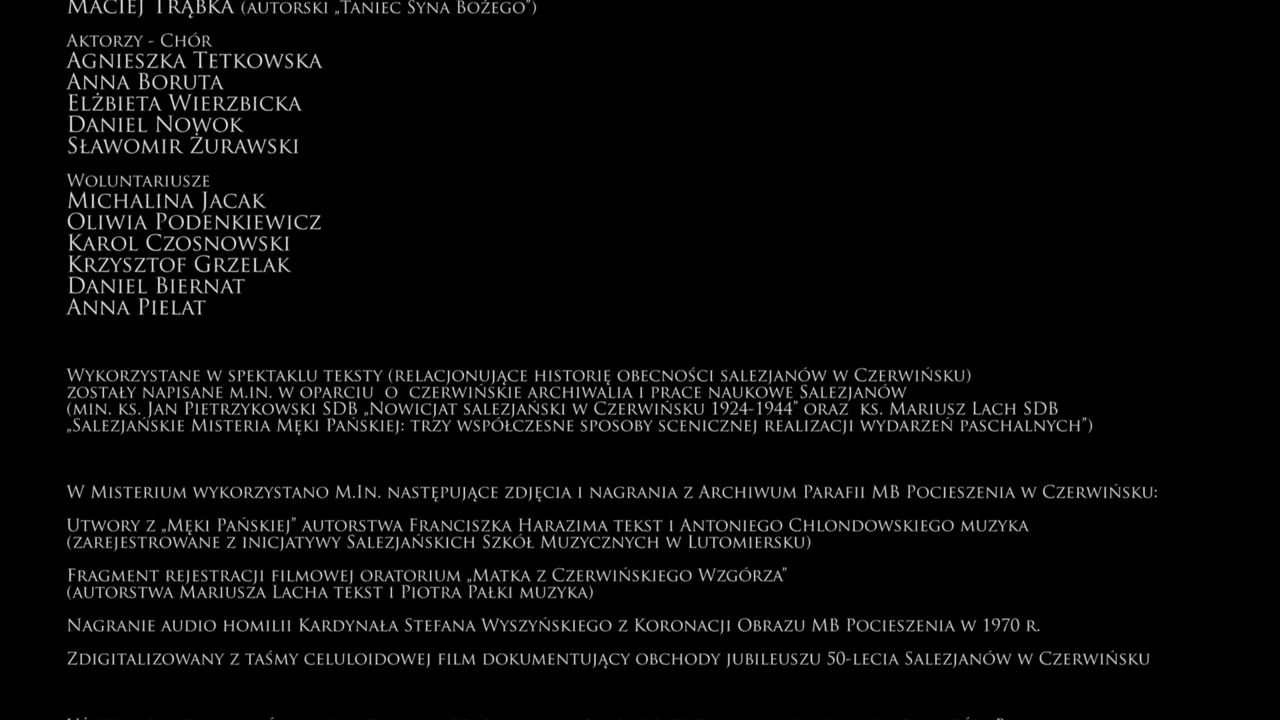 Maciej Trąbka (autorski „Taniec Syna Bożego”)
Aktorzy - Chór
Agnieszka Tetkowska
Anna Boruta
Elżbieta Wierzbicka
Daniel Nowok
Sławomir Żurawski
Woluntariusze
Michalina Jacak
Oliwia Podenkiewicz
Karol Czosnowski
Krzysztof Grzelak
Daniel Biernat
Anna Pielat
Wykorzystane w spektaklu teksty (relacjonujące historię obecności salezjanów w Czerwińsku)
zostały napisane m.in. w oparciu o czerwińskie archiwalia i prace naukowe Salezjanów
(min. ks. Jan Pietrzykowski SDB „Nowicjat salezjański w Czerwińsku 1924-1944” oraz ks. Mariusz Lach SDB
„Salezjańskie Misteria Męki Pańskiej: trzy współczesne sposoby scenicznej realizacji wydarzeń paschalnych”)
W Misterium wykorzystano M.In. następujące zdjęcia i nagrania z Archiwum Parafii MB Pocieszenia w Czerwińsku:
Utwory z „Męki Pańskiej” autorstwa Franciszka Harazima tekst i Antoniego Chlondowskiego muzyka
(zarejestrowane z inicjatywy Salezjańskich Szkół Muzycznych w Lutomiersku)
Fragment rejestracji filmowej oratorium „Matka z Czerwińskiego Wzgórza”
(autorstwa Mariusza Lacha tekst i Piotra Pałki muzyka)
Nagranie audio homilii Kardynała Stefana Wyszyńskiego z Koronacji Obrazu MB Pocieszenia w 1970 r.
Zdigitalizowany z taśmy celuloidowej film dokumentujący obchody jubileuszu 50-lecia Salezjanów w Czerwińsku